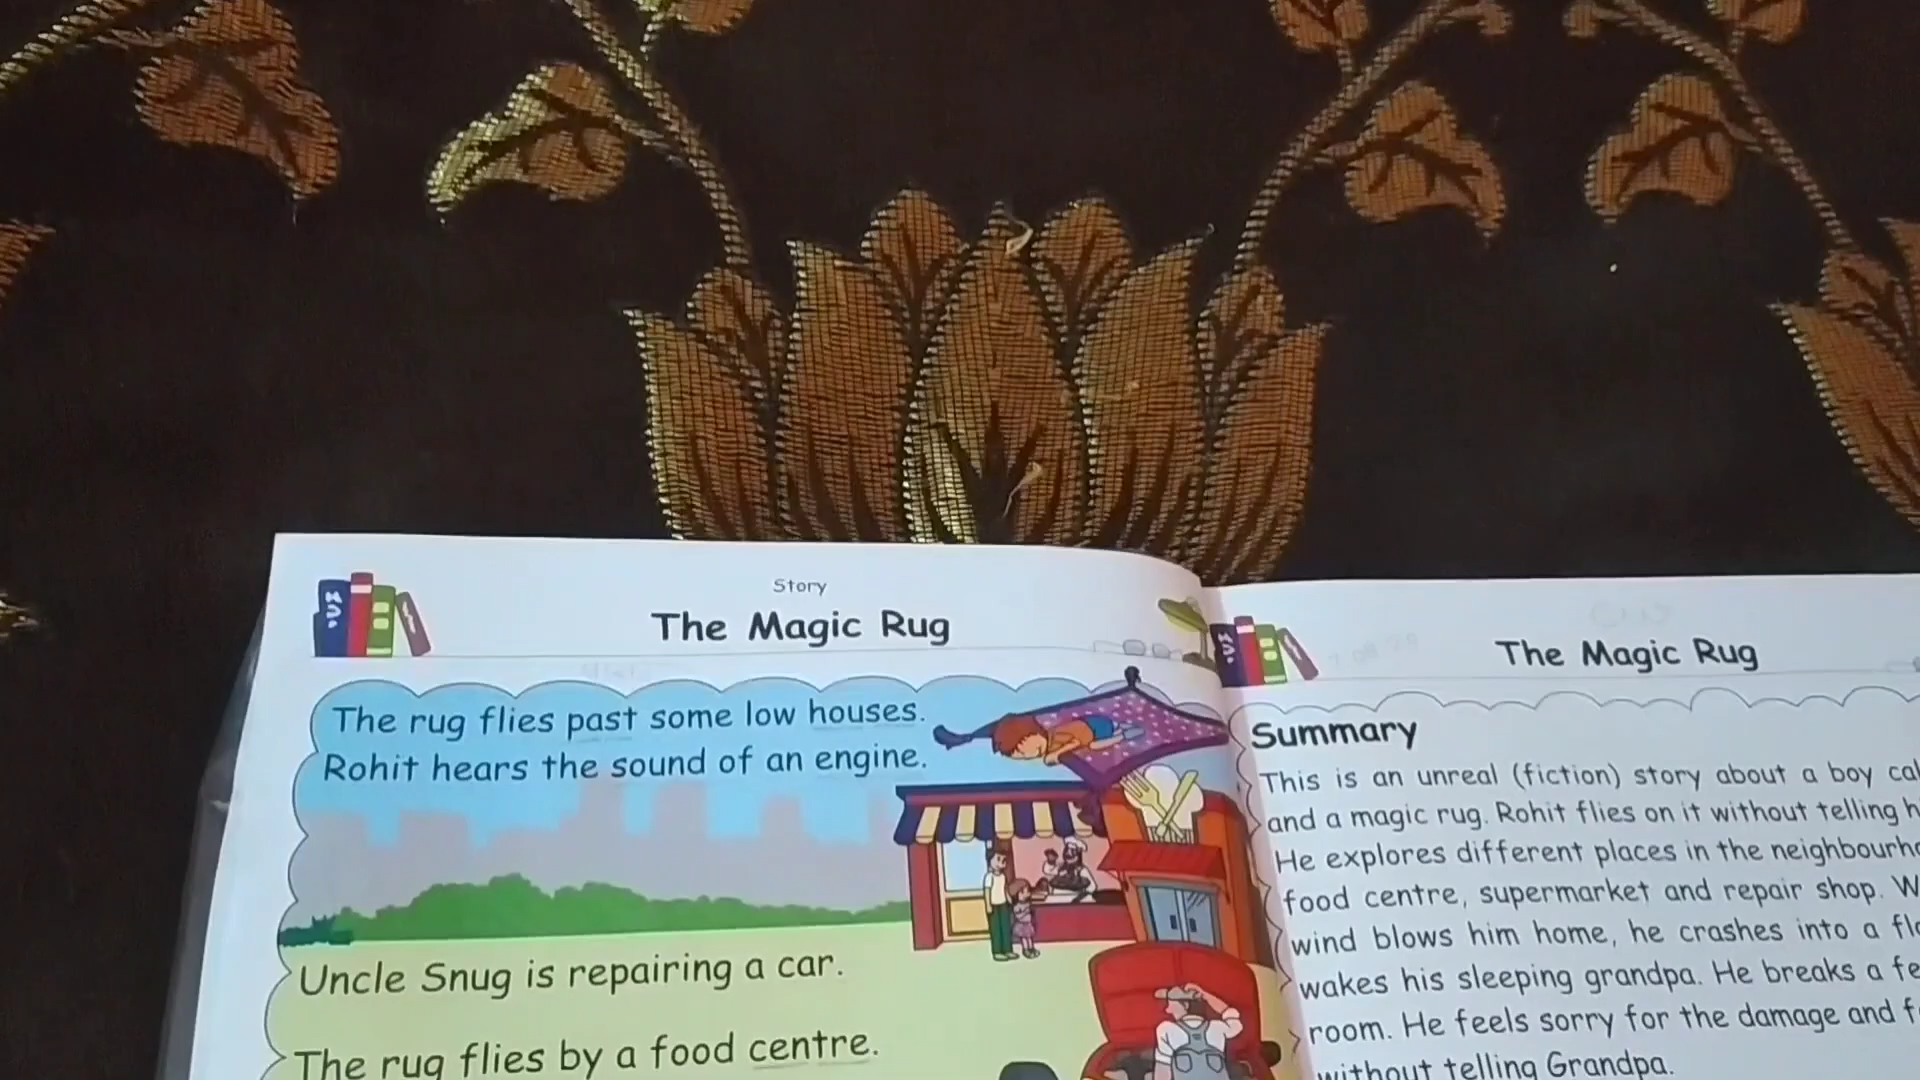 Story
The Magic Rug
The rug flies past some low houses.
Rohit hears the sound of an engine.
Uncle Snug is repairing a car.
The rug flies by a food centre.
The Magic Rug
Summary
This is an unreal (fiction) story about a boy
and a magic rug. Rohit flies on it without telling
He explores different places in the
food centre, supermarket and repair shop.
wind blows him home, he crashes into a
wakes his sleeping grandpa. He breaks a
room. He feels sorry for the damage and
without telling Grandpa.